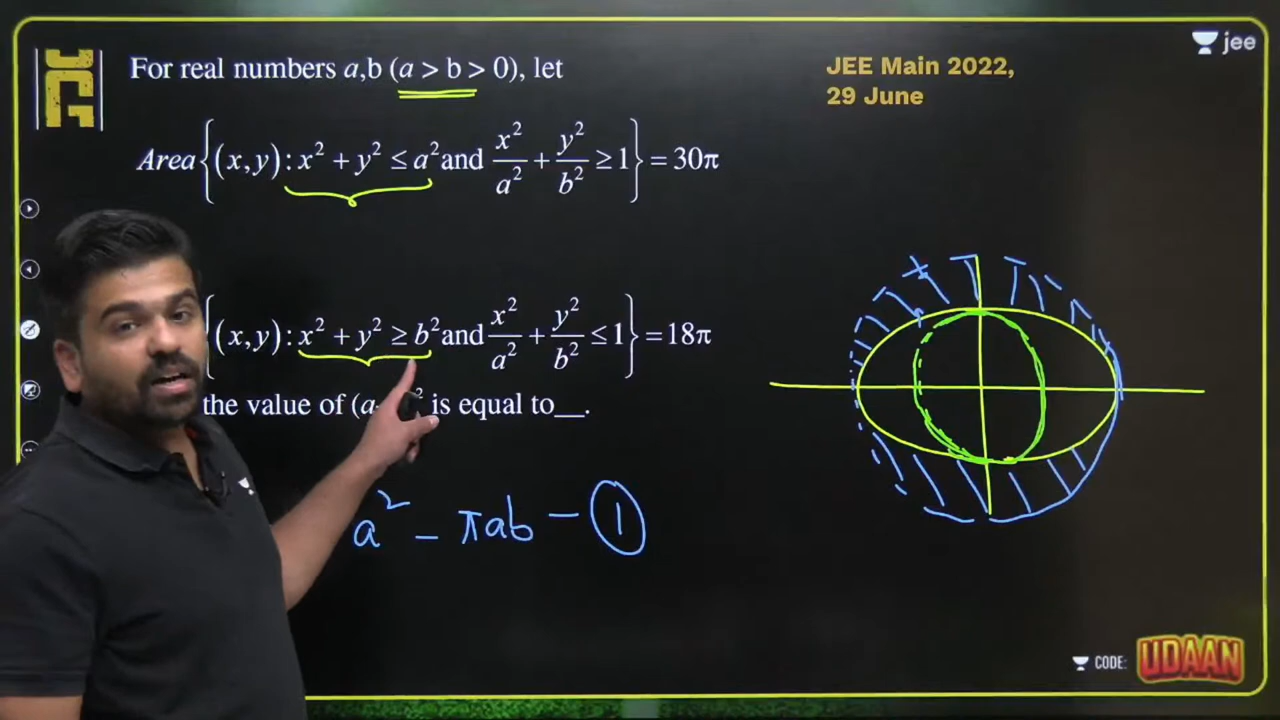 For real numbers a,b (a > b > 0), let
JEE Main 2022,
29 June
jee
JCG
Area {(x, y) : x² + y² ≤ a² and x²/a² + y²/b² ≥ 1} = 30π
{(x, y) : x² + y² ≥ b² and x²/a² + y²/b² ≤ 1} = 18π
the value of (a- ² is equal to__.
a² – πab – ①
CODE: UDAAN